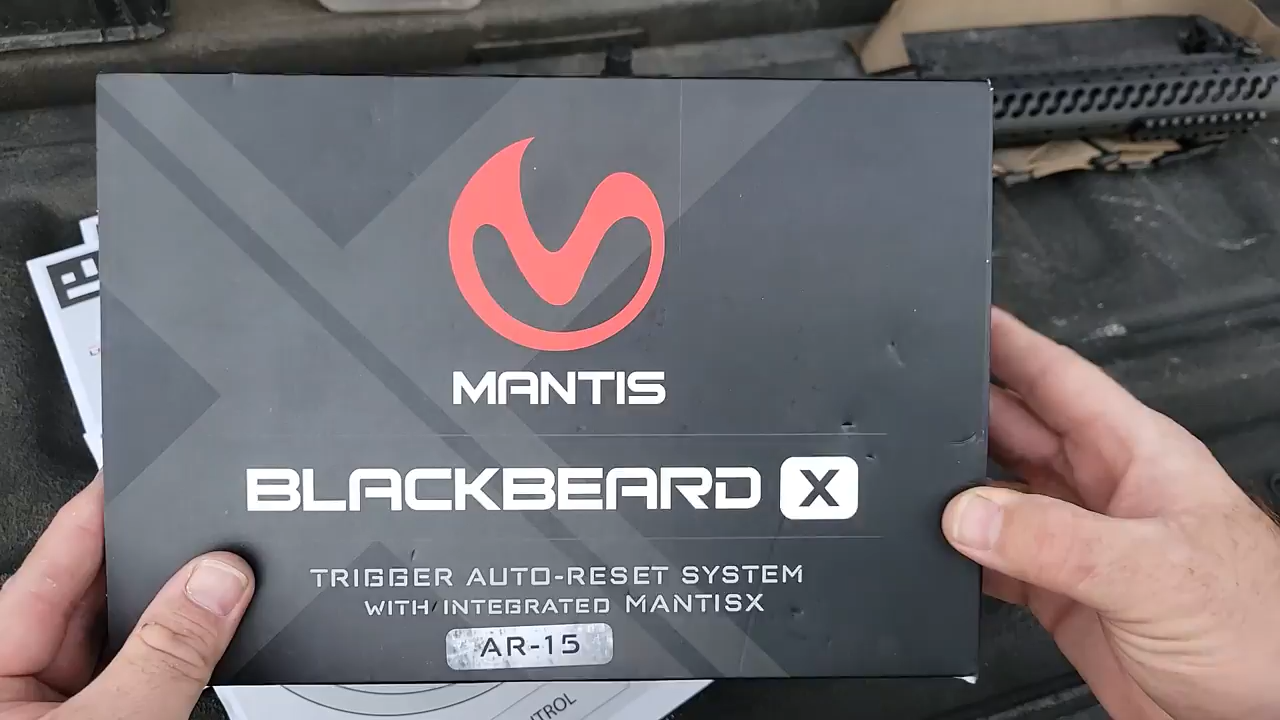 MANTIS
BLACKBEARD X
TRIGGER AUTO-RESET SYSTEM
WITH INTEGRATED MANTISX
AR-15